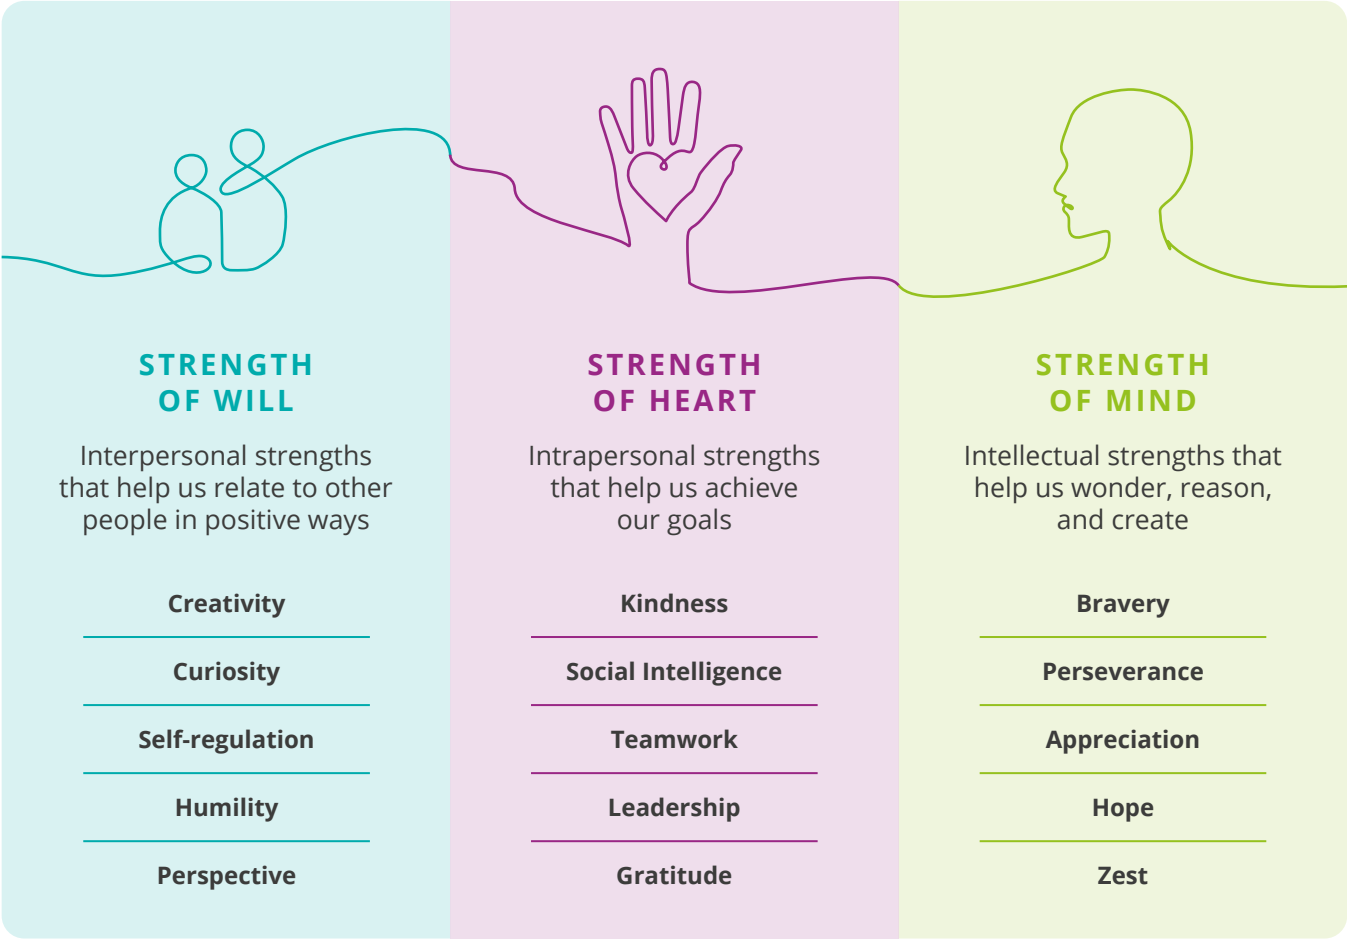 STRENGTH
OF WILL
Interpersonal strengths
that help us relate to other
people in positive ways
Creativity
Curiosity
Self-regulation
Humility
Perspective
STRENGTH
OF HEART
Intrapersonal strengths
that help us achieve
our goals
Kindness
Social Intelligence
Teamwork
Leadership
Gratitude
STRENGTH
OF MIND
Intellectual strengths that
help us wonder, reason,
and create
Bravery
Perseverance
Appreciation
Hope
Zest